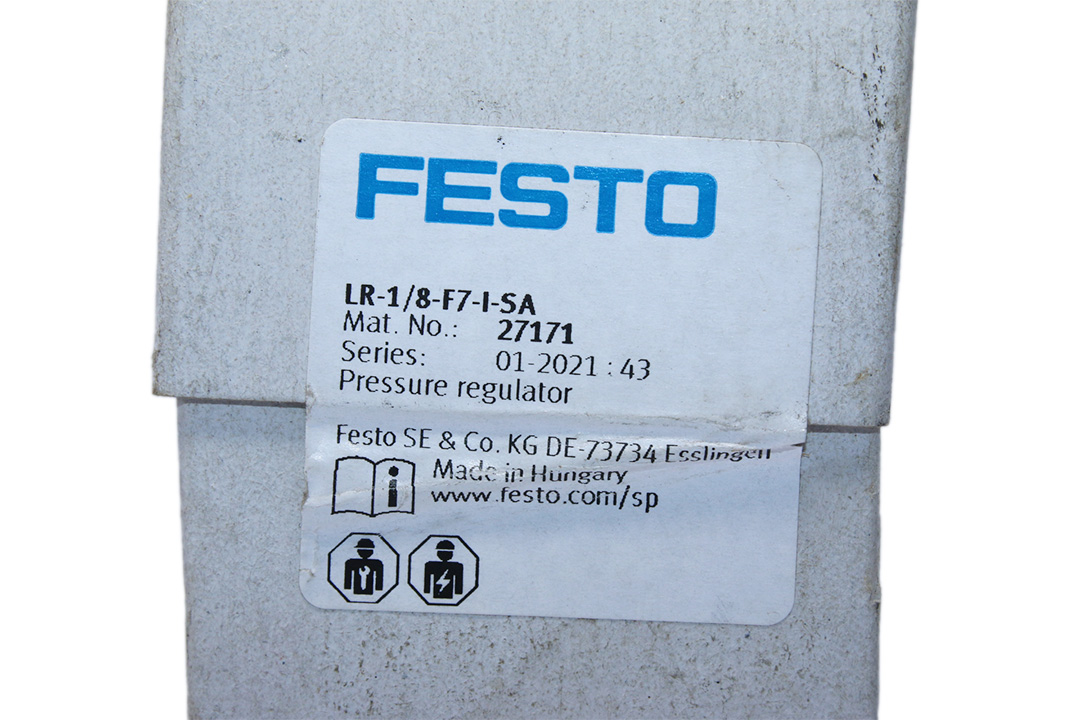 FESTO
LR-1/8-F7-I-SA
Mat. No.: 27171
Series: 01-2021 : 43
Pressure regulator
Festo SE & Co. KG DE-73734 Esslingen
Made in Hungary
www.festo.com/sp